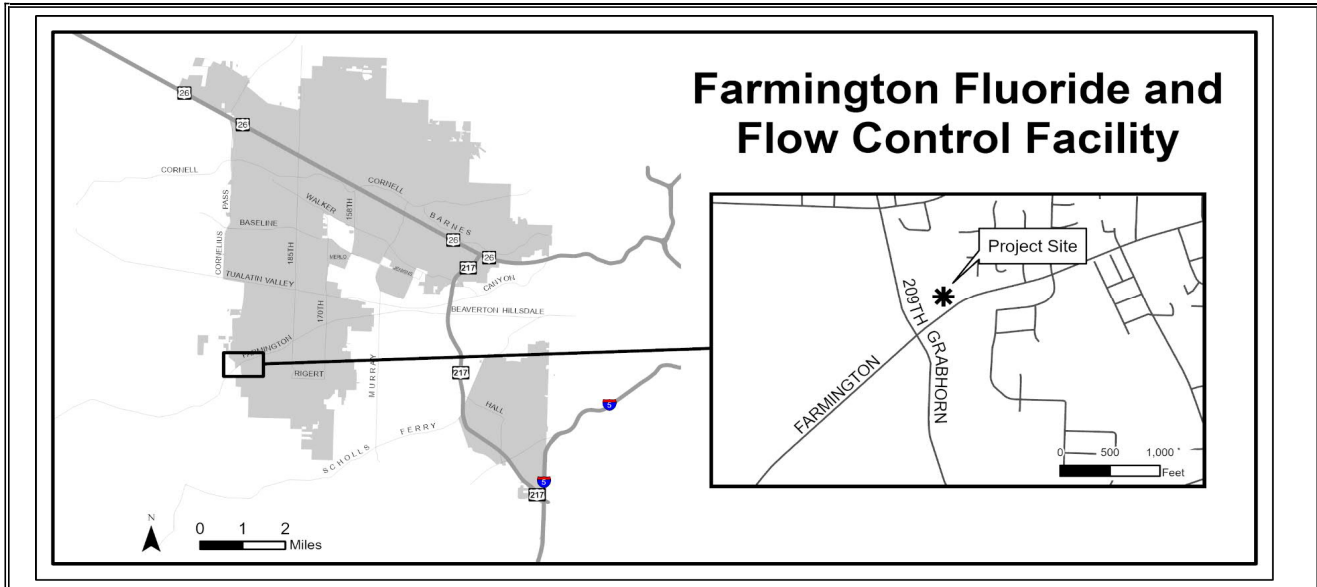 Farmington Fluoride and
Flow Control Facility
26
26
CORNELL
CORNELL
PASS
WALKER
158TH
BARNES
BASELINE
185TH
26
26
MERLO
217
JENKINS
CORNELIUS
TUALATIN VALLEY
CANYON
170TH
BEAVERTON HILLSDALE
FARMINGTON
217
RIGERT
MURRAY
HALL
5
SCHOLLS FERRY
5
217
N
0 1 2
Miles
Project Site
209TH
GRABHORN
FARMINGTON
0 500 1,000
Feet